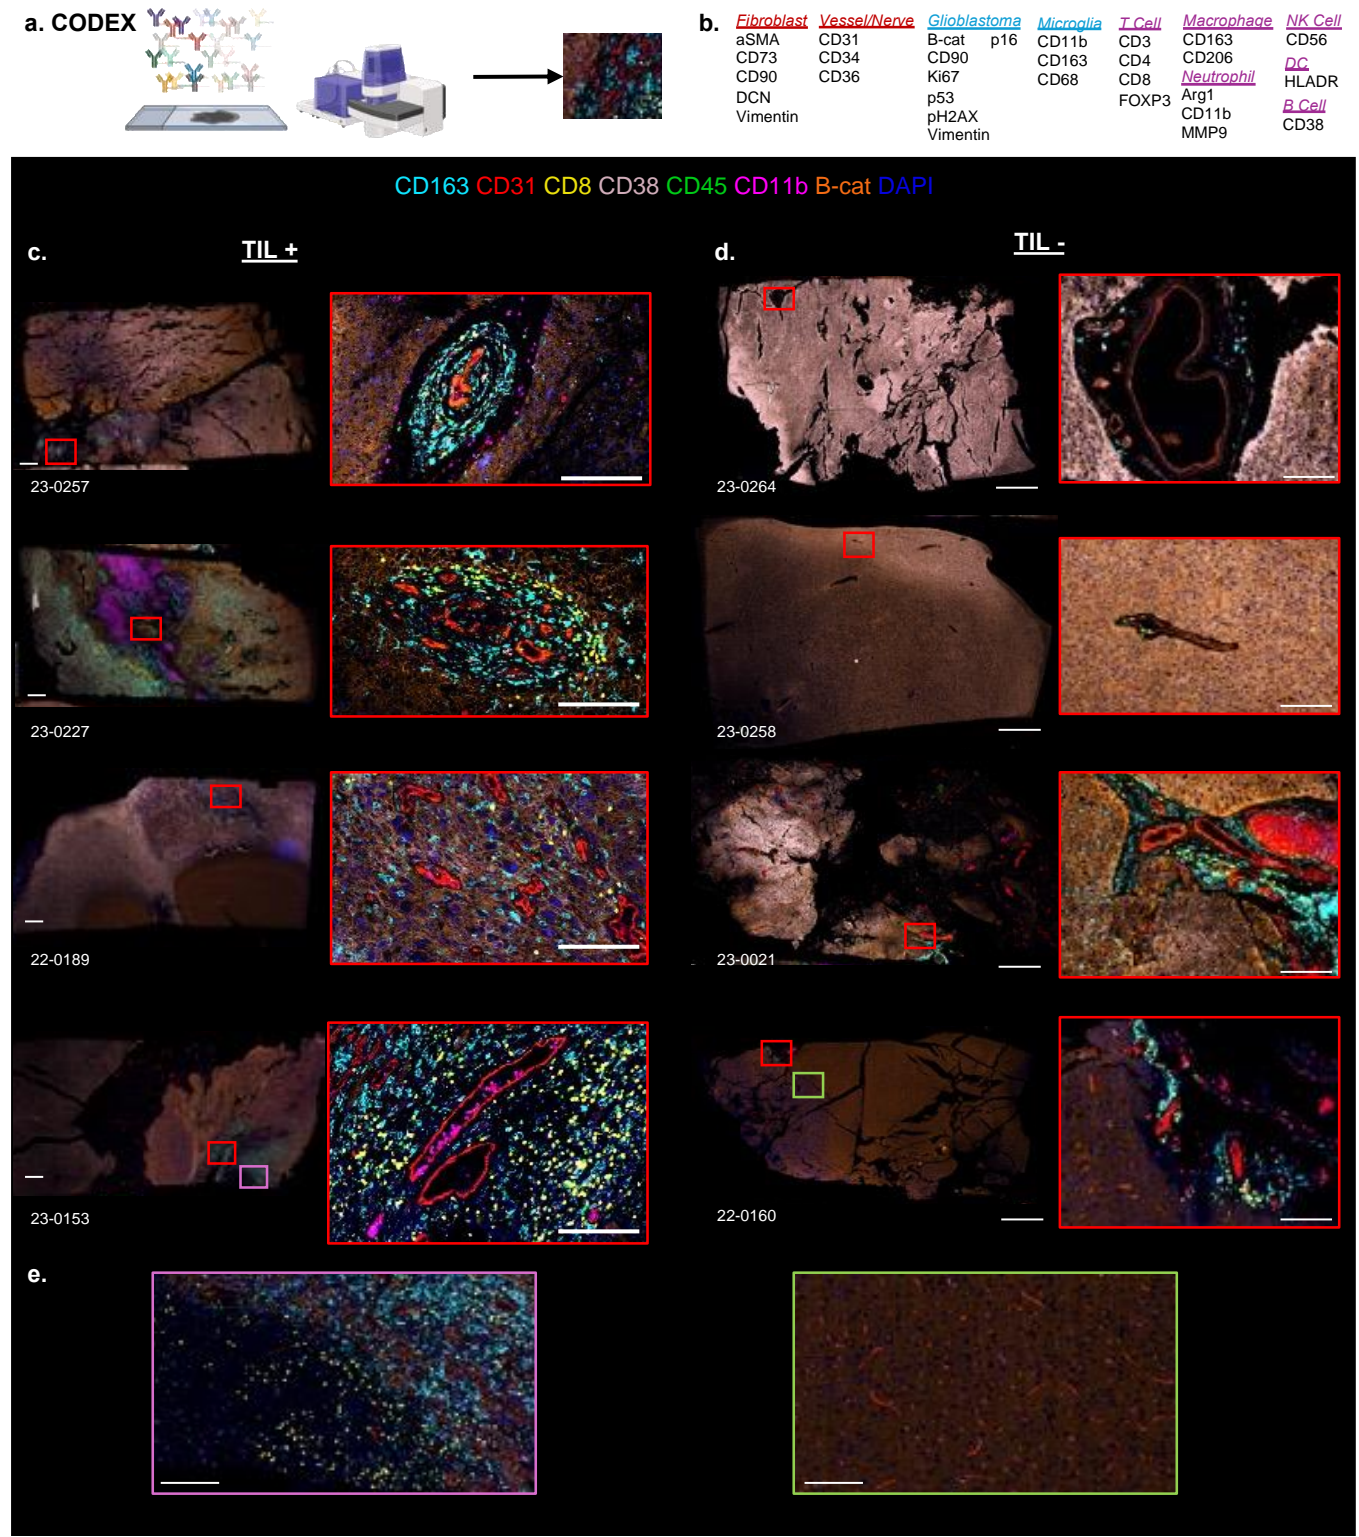 a. CODEX
b.
Fibroblast
aSMA
CD73
CD90
DCN
Vimentin
Vessel/Nerve
CD31
CD34
CD36
Glioblastoma
B-cat p16
CD90
Ki67
p53
pH2AX
Vimentin
Microglia
CD11b
CD163
CD68
T Cell
CD3
CD4
CD8
FOXP3
Macrophage
CD163
CD206
Neutrophil
Arg1
CD11b
MMP9
NK Cell
CD56
DC
HLADR
B Cell
CD38
CD163 CD31 CD8 CD38 CD45 CD11b B-cat DAPI
c.
TIL +
23-0257
23-0227
22-0189
23-0153
d.
TIL -
23-0264
23-0258
23-0021
22-0160
e.